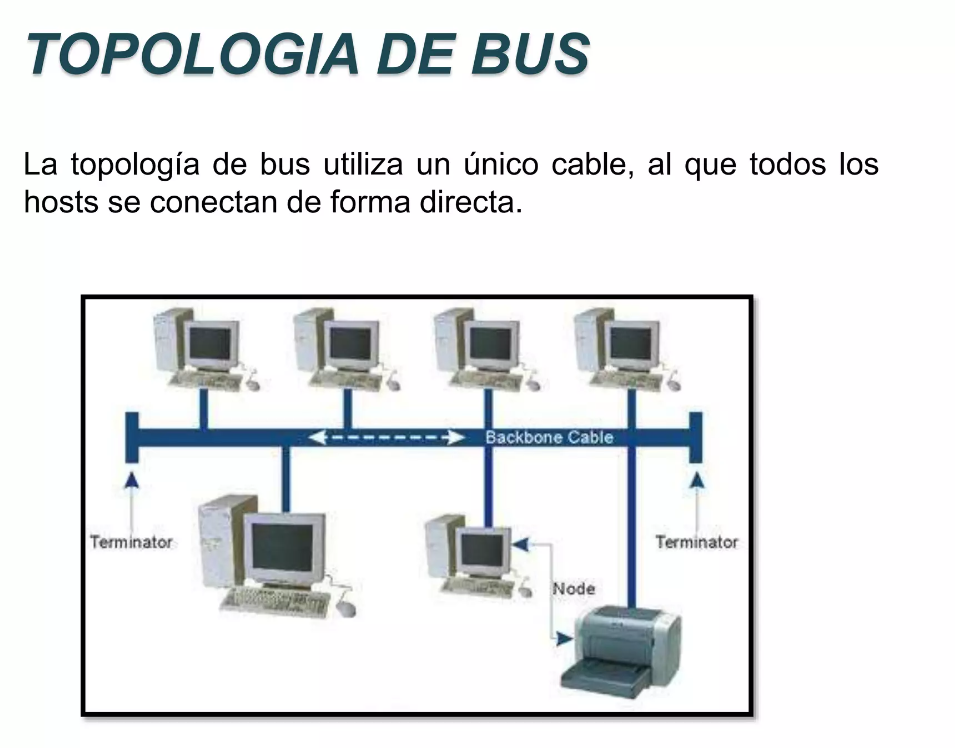 TOPOLOGIA DE BUS
La topología de bus utiliza un único cable, al que todos los
hosts se conectan de forma directa.
Backbone Cable
Terminator
Terminator
Node